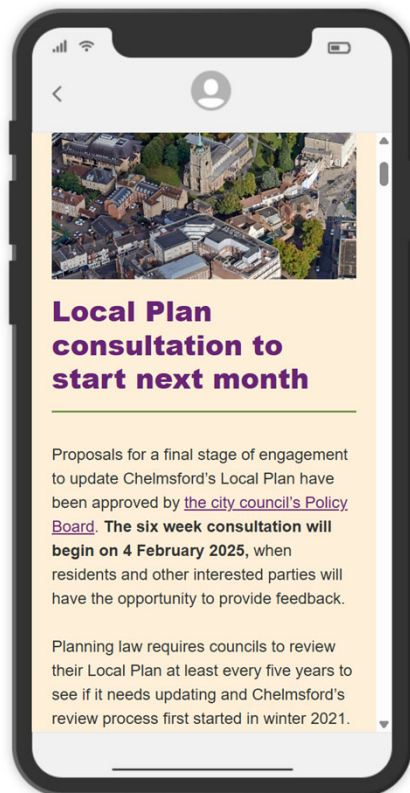 Local Plan
consultation to
start next month
Proposals for a final stage of engagement
to update Chelmsford's Local Plan have
been approved by the city council's Policy
Board. The six week consultation will
begin on 4 February 2025, when
residents and other interested parties will
have the opportunity to provide feedback.
Planning law requires councils to review
their Local Plan at least every five years to
see if it needs updating and Chelmsford's
review process first started in winter 2021.